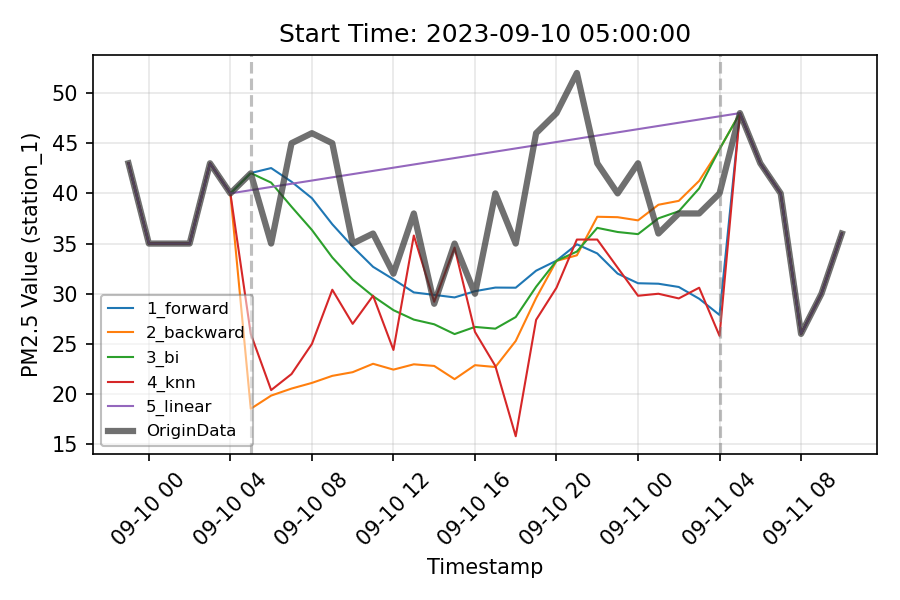 Start Time: 2023-09-10 05:00:00
PM2.5 Value (station_1)
50
45
40
35
30
25
20
15
1_forward
2_backward
3_bi
4_knn
5_linear
OriginData
09-10 00
09-10 04
09-10 08
09-10 12
09-10 16
09-10 20
09-11 00
09-11 04
09-11 08
Timestamp